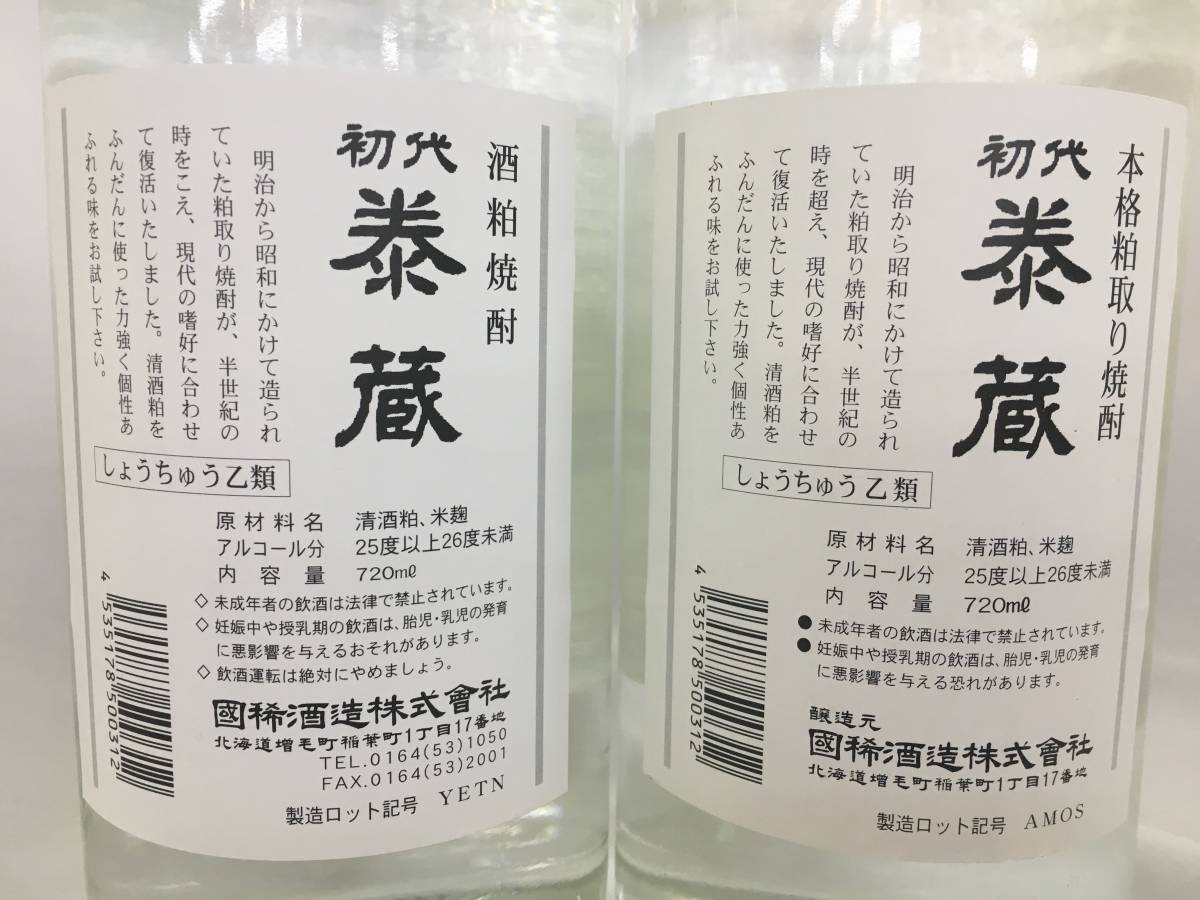 酒粕焼酎
初代
泰蔵
明治から昭和にかけて造られ
ていた粕取り焼酎が、半世紀の
時をこえ、現代の嗜好に合わせ
て復活いたしました。清酒粕を
ふんだんに使った力強く個性あ
ふれる味をお試し下さい。
しょうちゅう乙類
原材料名 清酒粕、米麹
アルコール分 25度以上26度未満
内容量 720mℓ
◇未成年者の飲酒は法律で禁止されています。
◇妊娠中や授乳期の飲酒は、胎児・乳児の発育
に悪影響を与えるおそれがあります。
◇飲酒運転は絶対にやめましょう。
國稀酒造株式會社
北海道増毛町稲葉町1丁目17番地
TEL.0164(53)1050
FAX.0164(53)2001
製造ロット記号 YETN
4 535178 500312
本格粕取り焼酎
初代
泰蔵
明治から昭和にかけて造られ
ていた粕取り焼酎が、半世紀の
時を超え、現代の嗜好に合わせ
て復活いたしました。清酒粕を
ふんだんに使った力強く個性あ
ふれる味をお試し下さい。
しょうちゅう乙類
原材料名 清酒粕、米麹
アルコール分 25度以上26度未満
内容量 720mℓ
●未成年者の飲酒は法律で禁止されています。
●妊娠中や授乳期の飲酒は、胎児・乳児の発育
に悪影響を与える恐れがあります。
醸造元
國稀酒造株式會社
北海道増毛町稲葉町1丁目17番地
製造ロット記号 AMOS
4 535178 500312